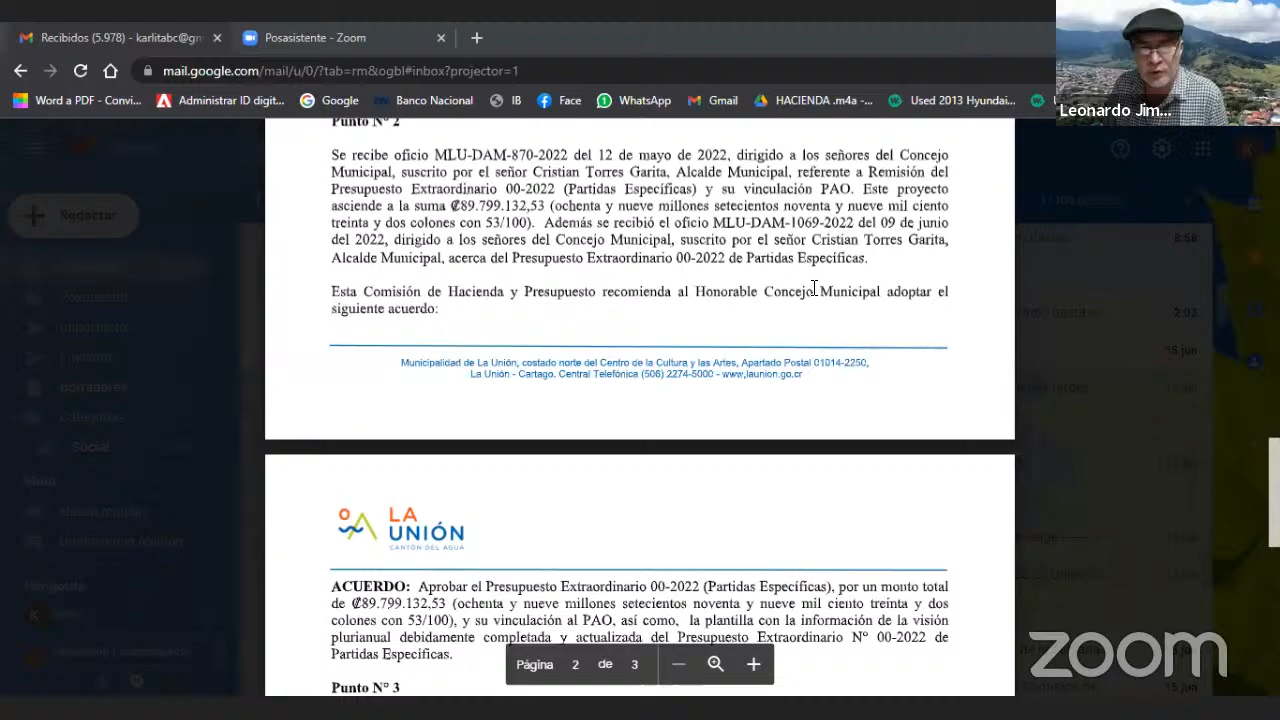 Recibidos (5.978) - karlitabc@gm
Posasistente - Zoom
mail.google.com/mail/u/0/?tab=rm&ogbl#inbox?projector=1
Word a PDF - Convi...
Administrar ID digit...
Google
Banco Nacional
IB
Face
WhatsApp
Gmail
HACIENDA .m4a -...
Used 2013 Hyundai...
Leonardo Jim...
Redactar
Punto N° 2
Se recibe oficio MLU-DAM-870-2022 del 12 de mayo de 2022, dirigido a los señores del Concejo
Municipal, suscrito por el señor Cristian Torres Garita, Alcalde Municipal, referente a Remisión del
Presupuesto Extraordinario 00-2022 (Partidas Específicas) y su vinculación PAO. Este proyecto
asciende a la suma ₡89.799.132,53 (ochenta y nueve millones setecientos noventa y nueve mil ciento
treinta y dos colones con 53/100). Además se recibió el oficio MLU-DAM-1069-2022 del 09 de junio
del 2022, dirigido a los señores del Concejo Municipal, suscrito por el señor Cristian Torres Garita,
Alcalde Municipal, acerca del Presupuesto Extraordinario 00-2022 de Partidas Específicas.
Esta Comisión de Hacienda y Presupuesto recomienda al Honorable Concejo Municipal adoptar el
siguiente acuerdo:
Municipalidad de La Unión, costado norte del Centro de la Cultura y las Artes, Apartado Postal 01014-2250,
La Unión - Cartago. Central Telefónica (506) 2274-5000 - www.launion.go.cr
LA
UNIÓN
CANTÓN DEL AGUA
ACUERDO: Aprobar el Presupuesto Extraordinario 00-2022 (Partidas Específicas), por un monto total
de ₡89.799.132,53 (ochenta y nueve millones setecientos noventa y nueve mil ciento treinta y dos
colones con 53/100), y su vinculación al PAO, así como, la plantilla con la información de la visión
plurianual debidamente completada y actualizada del Presupuesto Extraordinario N° 00-2022 de
Partidas Específicas.
Página 2 de 3
Punto N° 3
Borradores
Categorías
Social
8:58
2:03
15 jun
15 jun
zoom